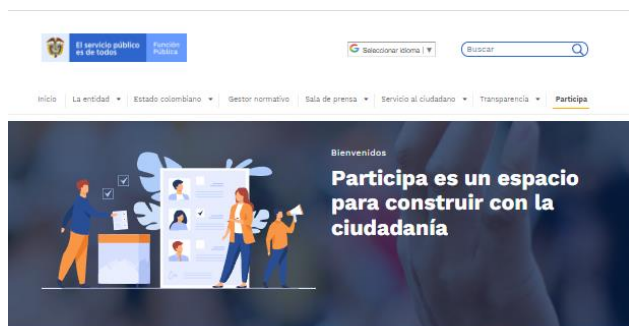 El servicio público
es de todos
Función
Pública
Seleccionar idioma ▼
Buscar
Inicio La entidad ▼ Estado colombiano ▼ Gestor normativo Sala de prensa ▼ Servicio al ciudadano ▼ Transparencia ▼ Participa
Bienvenidos
Participa es un espacio
para construir con la
ciudadanía